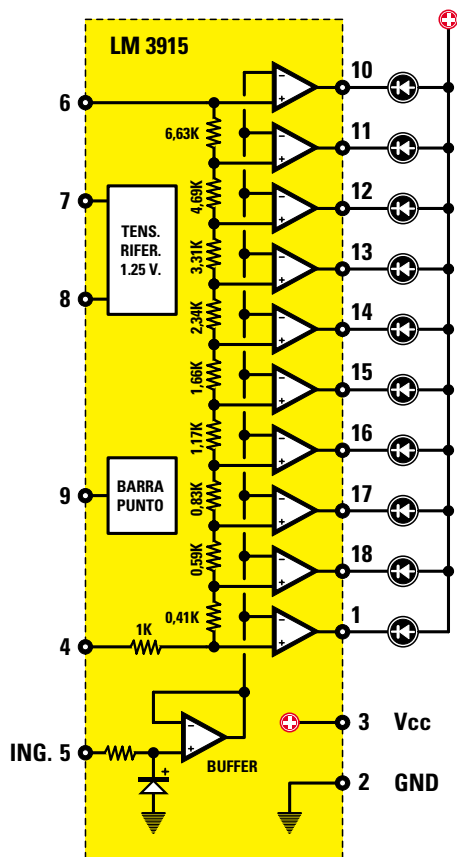 LM 3915
10
6
6,63K
11
4,69K
12
7
TENS.
RIFER.
1.25 V.
3,31K
13
8
2,34K
14
1,66K
15
1,17K
16
9
BARRA
PUNTO
0,83K
17
0,59K
18
0,41K
1
4
1K
3 Vcc
ING. 5
BUFFER
2 GND